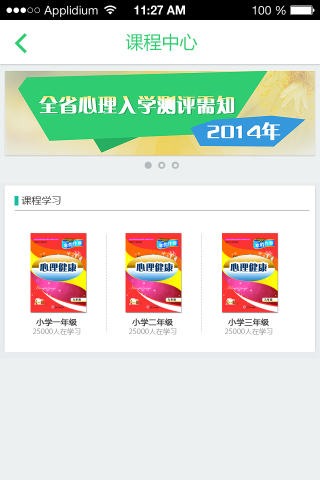 Applidium 11:27 AM 100 %
课程中心
全省心理入学测评需知
2014年
课程学习
心理健康 心理健康 心理健康
小学一年级 小学二年级 小学三年级
25000人在学习 25000人在学习 25000人在学习